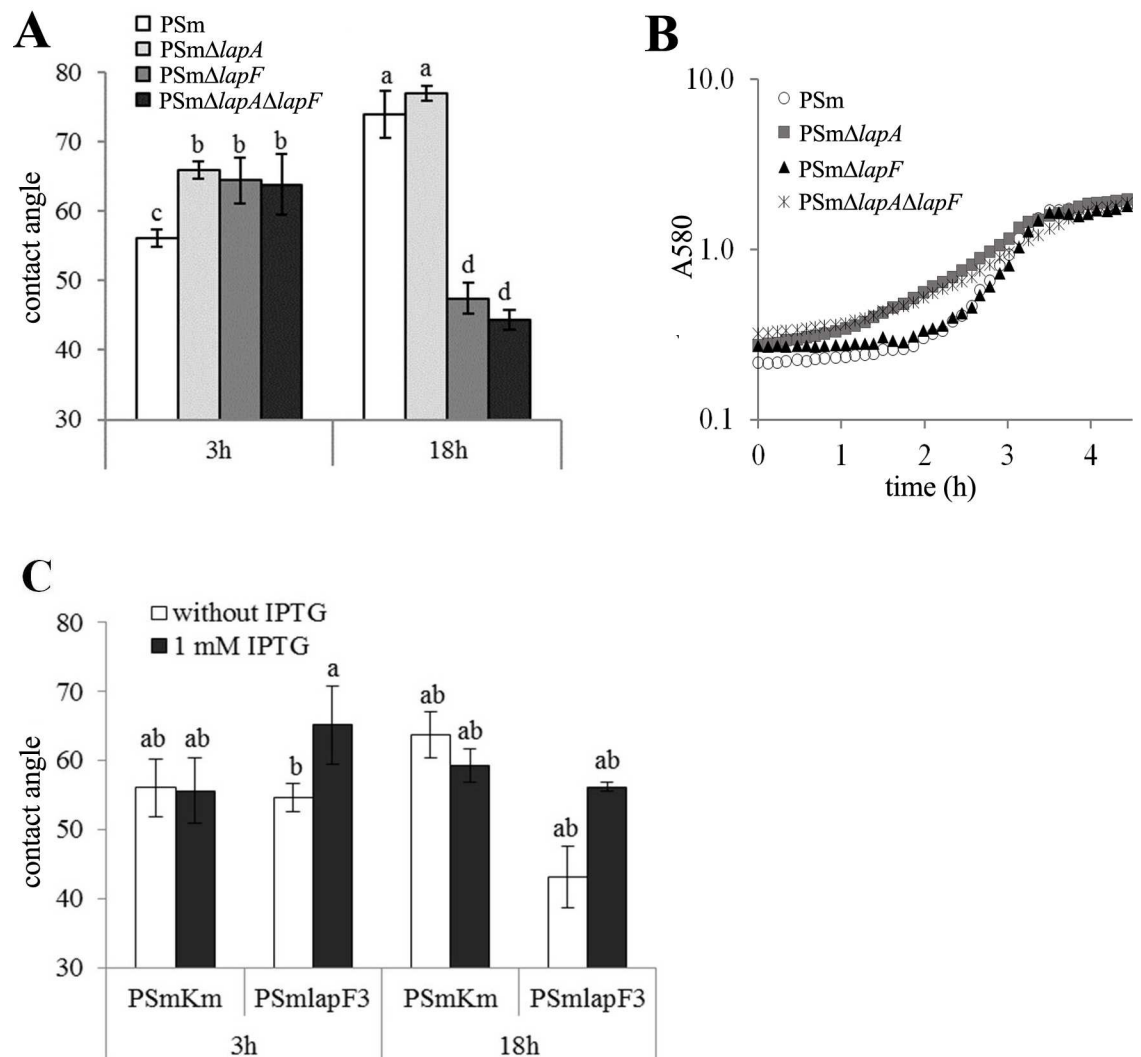 A
PSm
PSmΔlapA
PSmΔlapF
PSmΔlapAΔlapF
contact angle
80
70
60
50
40
30
c
b
b
b
a
a
d
d
3h
18h
B
PSm
PSmΔlapA
PSmΔlapF
PSmΔlapAΔlapF
A580
10.0
1.0
0.1
0
1
2
3
4
time (h)
C
without IPTG
1 mM IPTG
contact angle
80
70
60
50
40
30
ab
ab
b
a
ab
ab
ab
ab
PSmKm
PSmlapF3
PSmKm
PSmlapF3
3h
18h